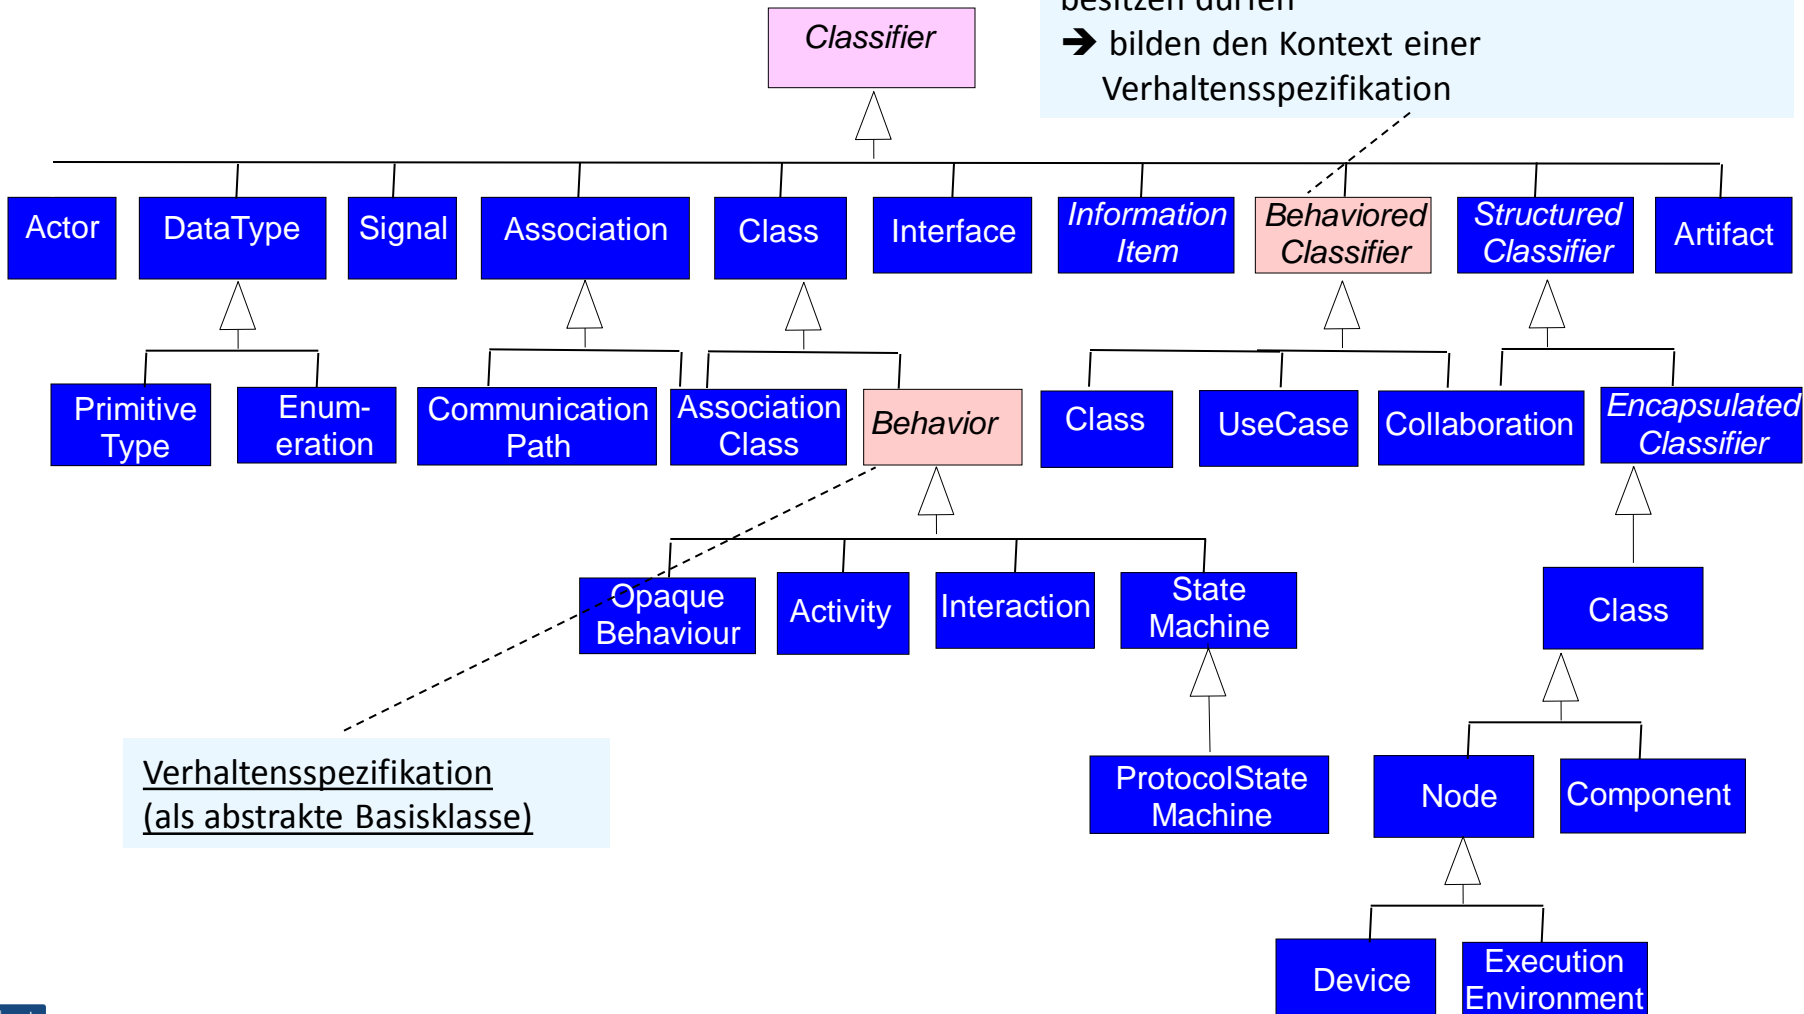 besitzen dürfen
➔ bilden den Kontext einer
Verhaltensspezifikation
Classifier
Actor
DataType
Signal
Association
Class
Interface
Information
Item
Behaviored
Classifier
Structured
Classifier
Artifact
Primitive
Type
Enum-
eration
Communication
Path
Association
Class
Behavior
Class
UseCase
Collaboration
Encapsulated
Classifier
Opaque
Behaviour
Activity
Interaction
State
Machine
Class
Verhaltensspezifikation
(als abstrakte Basisklasse)
ProtocolState
Machine
Node
Component
Device
Execution
Environment